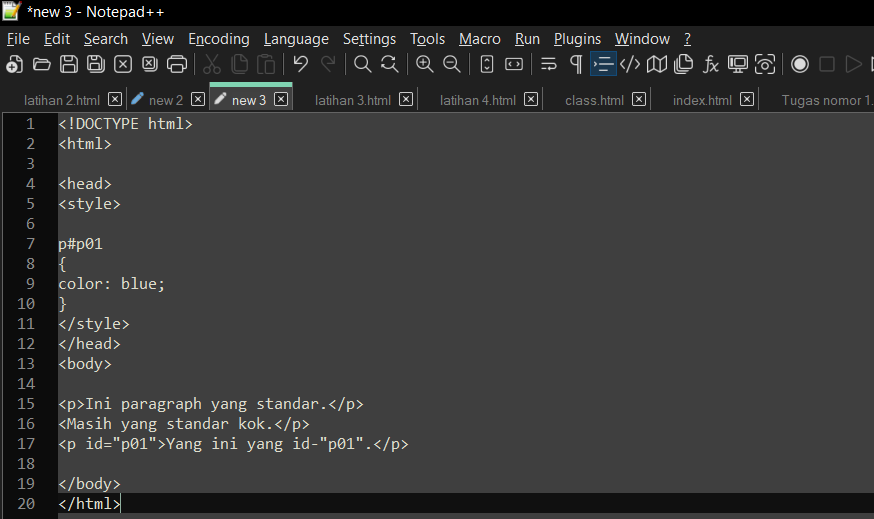 *new 3 - Notepad++
File Edit Search View Encoding Language Settings Tools Macro Run Plugins Window ?
latihan 2.html new 2 new 3 latihan 3.html latihan 4.html class.html index.html Tugas nomor 1.
1 <!DOCTYPE html>
2 <html>
3
4 <head>
5 <style>
6
7 p#p01
8 {
9 color: blue;
10 }
11 </style>
12 </head>
13 <body>
14
15 <p>Ini paragraph yang standar.</p>
16 <Masih yang standar kok.</p>
17 <p id="p01">Yang ini yang id-"p01".</p>
18
19 </body>
20 </html>